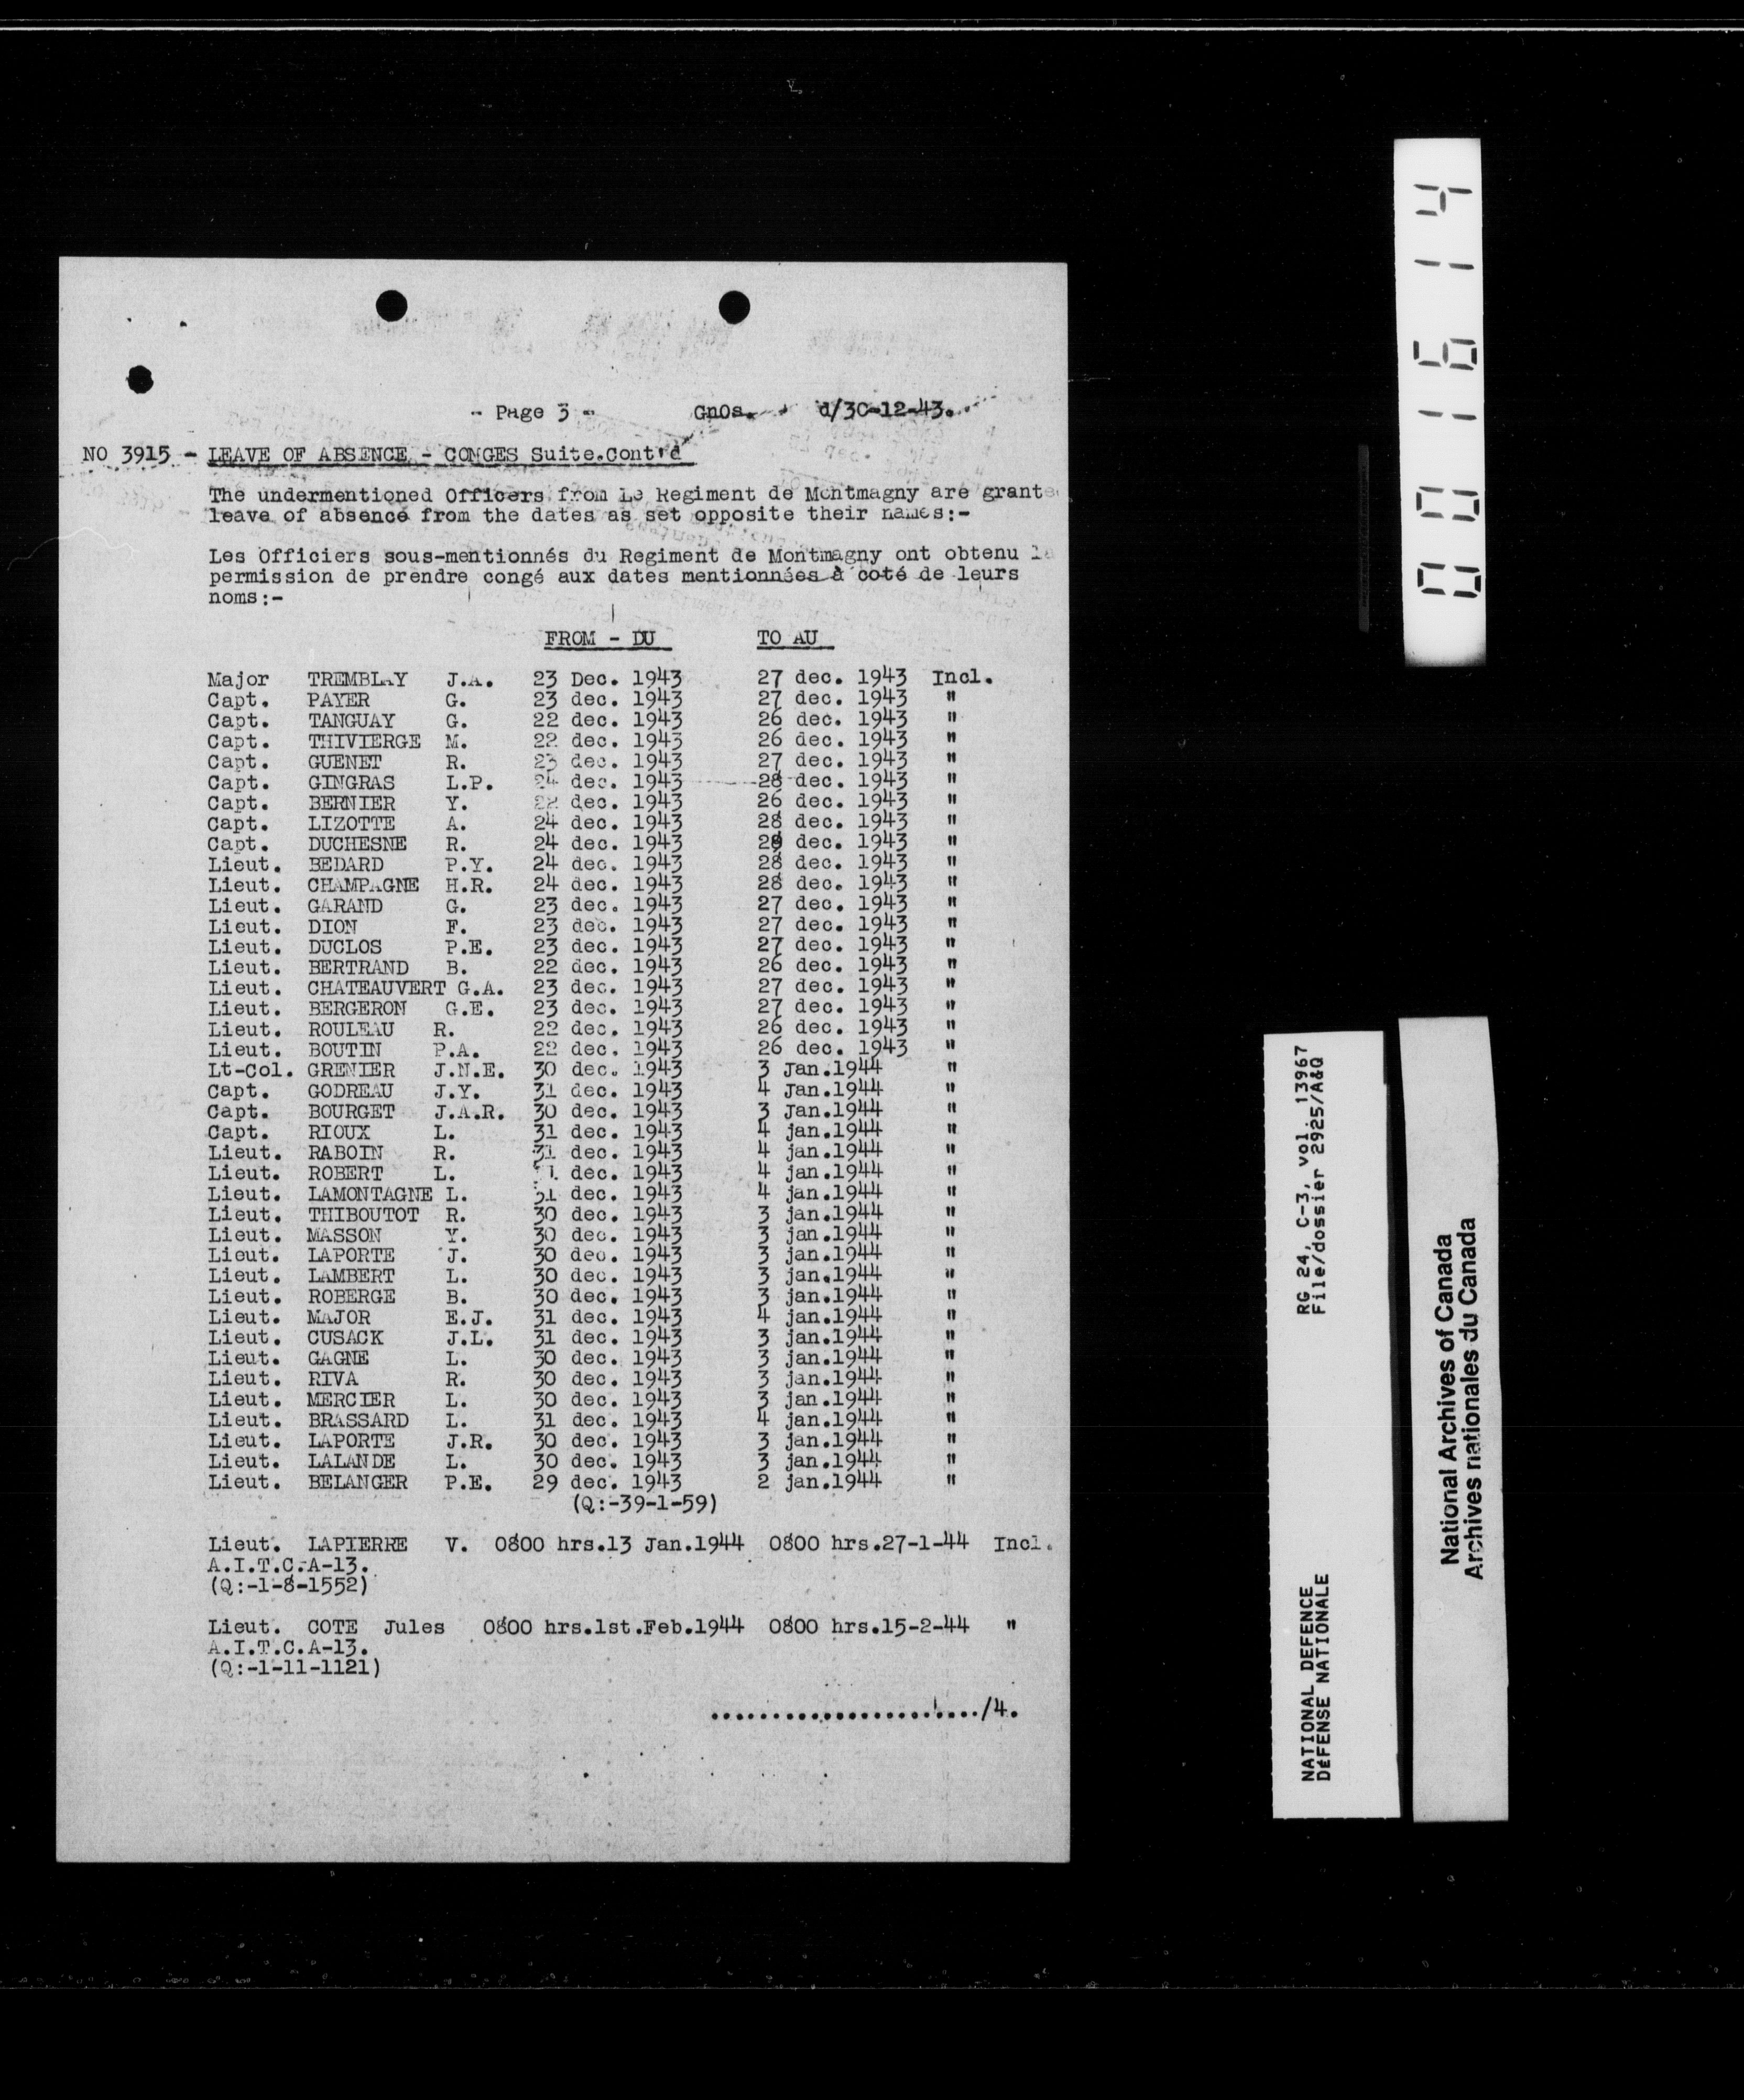 - Page 3 - GnOs. d/30-12-43.
NO 3915 - LEAVE OF ABSENCE - CONGES Suite.Cont'd
The undermentioned Officers from Le Regiment de Montmagny are grante
leave of absence from the dates as set opposite their names:-
Les Officiers sous-mentionnés du Regiment de Montmagny ont obtenu la
permission de prendre congé aux dates mentionnées à coté de leurs
noms:-
FROM - DU TO AU
Major TREMBLAY J.A. 23 Dec. 1943 27 dec. 1943 Incl.
Capt. PAYER G. 23 dec. 1943 27 dec. 1943 "
Capt. TANGUAY G. 22 dec. 1943 26 dec. 1943 "
Capt. THIVIERGE M. 22 dec. 1943 26 dec. 1943 "
Capt. GUENET R. 23 dec. 1943 27 dec. 1943 "
Capt. GINGRAS L.P. 24 dec. 1943 28 dec. 1943 "
Capt. BERNIER Y. 22 dec. 1943 26 dec. 1943 "
Capt. LIZOTTE A. 24 dec. 1943 28 dec. 1943 "
Capt. DUCHESNE R. 24 dec. 1943 dec. 1943 "
Lieut. BEDARD P.Y. 24 dec. 1943 28 dec. 1943 "
Lieut. CHAMPAGNE H.R. 24 dec. 1943 28 dec. 1943 "
Lieut. GARAND G. 23 dec. 1943 27 dec. 1943 "
Lieut. DION F. 23 dec. 1943 27 dec. 1943 "
Lieut. DUCLOS P.E. 23 dec. 1943 27 dec. 1943 "
Lieut. BERTRAND B. 22 dec. 1943 26 dec. 1943 "
Lieut. CHATEAUVERT G.A. 23 dec. 1943 27 dec. 1943 "
Lieut. BERGERON G.E. 23 dec. 1943 27 dec. 1943 "
Lieut. ROULEAU R. 22 dec. 1943 26 dec. 1943 "
Lieut. BOUTIN P.A. 22 dec. 1943 26 dec. 1943 "
Lt-Col. GRENIER J.N.E. 30 dec. 1943 3 Jan.1944 "
Capt. GODREAU J.Y. 31 dec. 1943 4 Jan.1944 "
Capt. BOURGET J.A.R. 30 dec. 1943 3 Jan.1944 "
Capt. RIOUX L. 31 dec. 1943 4 jan.1944 "
Lieut. RABOIN R. 31 dec. 1943 4 jan.1944 "
Lieut. ROBERT L. 31 dec. 1943 4 jan.1944 "
Lieut. LAMONTAGNE L. 31 dec. 1943 4 jan.1944 "
Lieut. THIBOUTOT R. 30 dec. 1943 3 jan.1944 "
Lieut. MASSON Y. 30 dec. 1943 3 jan.1944 "
Lieut. LAPORTE J. 30 dec. 1943 3 jan.1944 "
Lieut. LAMBERT L. 30 dec. 1943 3 jan.1944 "
Lieut. ROBERGE B. 30 dec. 1943 3 jan.1944 "
Lieut. MAJOR E.J. 31 dec. 1943 4 jan.1944 "
Lieut. CUSACK J.L. 31 dec. 1943 3 jan.1944 "
Lieut. GAGNE L. 30 dec. 1943 3 jan.1944 "
Lieut. RIVA R. 30 dec. 1943 3 jan.1944 "
Lieut. MERCIER L. 30 dec. 1943 3 jan.1944 "
Lieut. BRASSARD L. 31 dec. 1943 4 jan.1944 "
Lieut. LAPORTE J.R. 30 dec. 1943 3 jan.1944 "
Lieut. LALANDE L. 30 dec. 1943 3 jan.1944 "
Lieut. BELANGER P.E. 29 dec. 1943 2 jan.1944 "
(Q:-39-1-59)
Lieut. LAPIERRE V. 0800 hrs.13 Jan.1944 0800 hrs.27-1-44 Incl.
A.I.T.C.A-13.
(Q:-1-8-1552)
Lieut. COTE Jules 0800 hrs.1st.Feb.1944 0800 hrs.15-2-44 "
A.I.T.C.A-13.
(Q:-1-11-1121)
....................../4.
001614
NATIONAL DEFENCE RG 24, C-3, vol. 13967
DéFENSE NATIONALE File/dossier 2925/A&Q
National Archives of Canada
Archives nationales du Canada